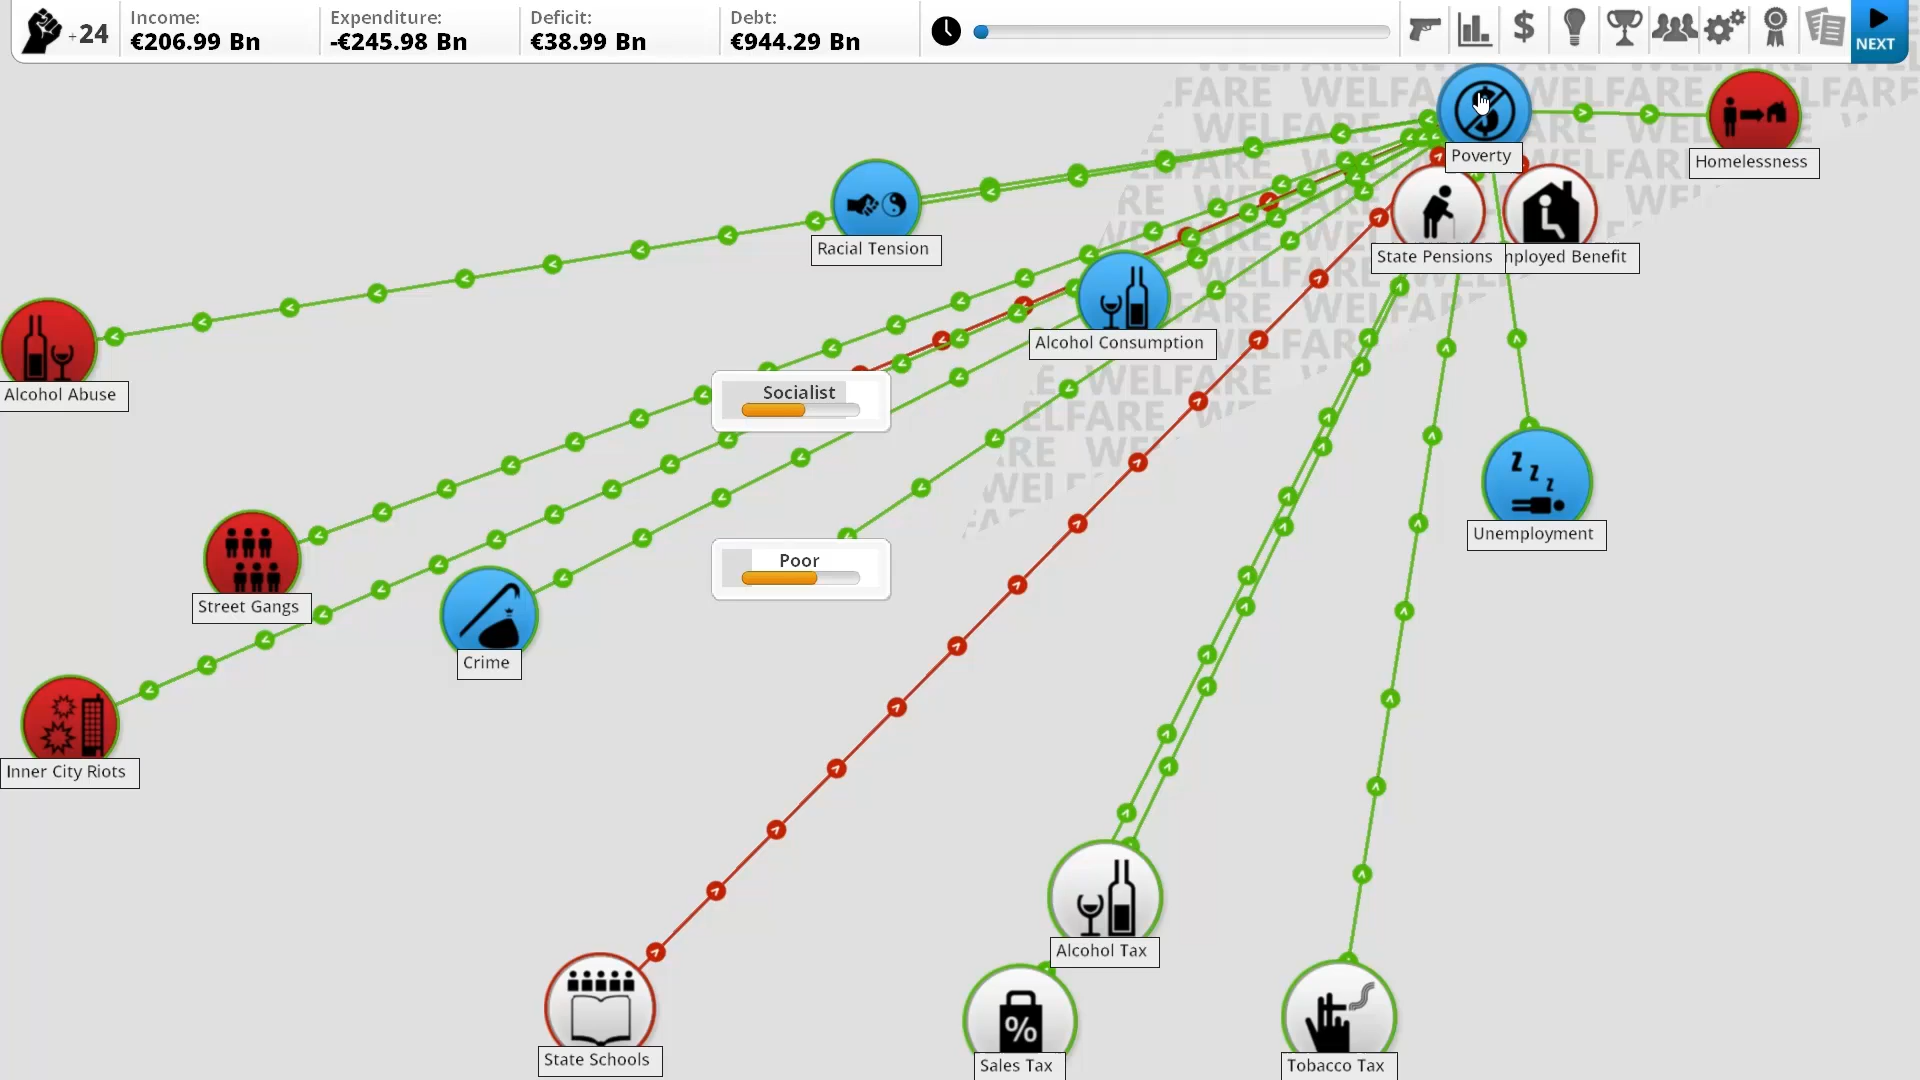 +24
Income:
€206.99 Bn
Expenditure:
-€245.98 Bn
Deficit:
€38.99 Bn
Debt:
€944.29 Bn
NEXT
WELFARE
Poverty
Homelessness
Racial Tension
State Pensions
nployed Benefit
Alcohol Consumption
Alcohol Abuse
Socialist
Unemployment
Poor
Street Gangs
Crime
Inner City Riots
Alcohol Tax
State Schools
Sales Tax
Tobacco Tax